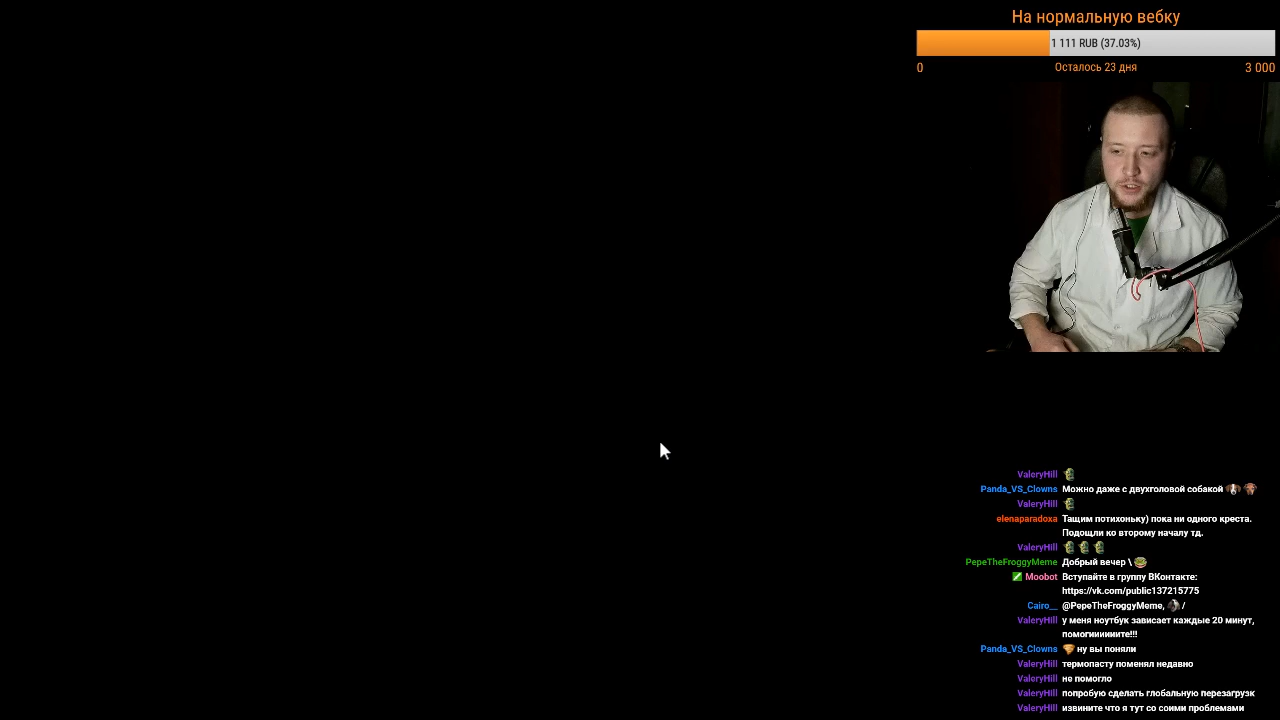 На нормальную вебку
1 111 RUB (37.03%)
0 Осталось 23 дня 3 000
ValeryHill
Panda_VS_Clowns Можно даже с двухголовой собакой
ValeryHill
elenaparadoxa Тащим потихоньку) пока ни одного креста.
Подощли ко второму началу тд.
ValeryHill
PepeTheFroggyMeme Добрый вечер \
Moobot Вступайте в группу ВКонтакте:
https://vk.com/public137215775
Cairo__ @PepeTheFroggyMeme, /
ValeryHill у меня ноутбук зависает каждые 20 минут,
помогиииииите!!!
Panda_VS_Clowns ну вы поняли
ValeryHill термопасту поменял недавно
ValeryHill не помогло
ValeryHill попробую сделать глобальную перезагрузк
ValeryHill извините что я тут со соими проблемами